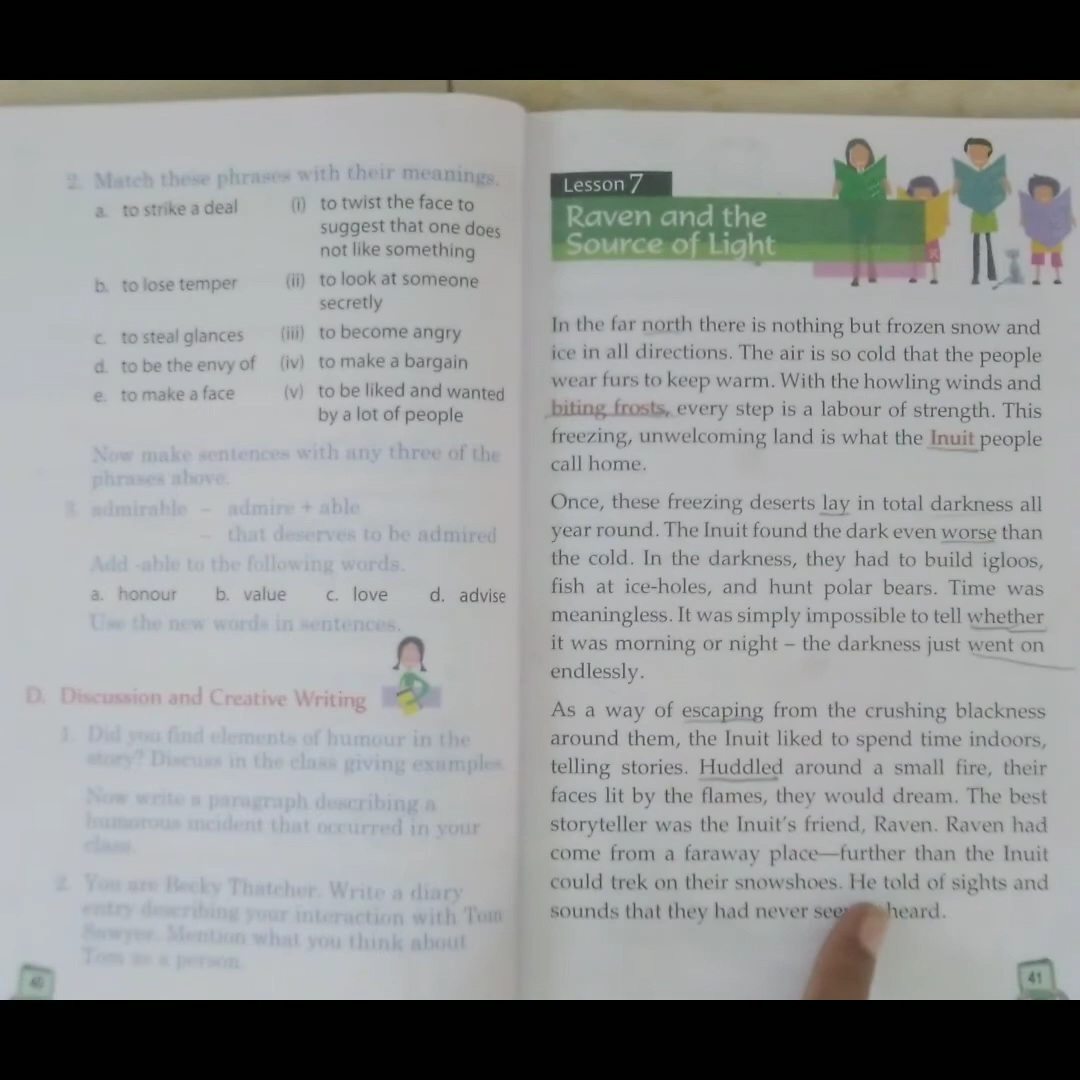 2. Match these phrases with their meanings.
a. to strike a deal (i) to twist the face to
suggest that one does
not like something
b. to lose temper (ii) to look at someone
secretly
c. to steal glances (iii) to become angry
d. to be the envy of (iv) to make a bargain
e. to make a face (v) to be liked and wanted
by a lot of people
Now make sentences with any three of the
phrases above.
3. admirable – admire + able
– that deserves to be admired
Add -able to the following words.
a. honour b. value c. love d. advise
Use the new words in sentences.
D. Discussion and Creative Writing
1. Did you find elements of humour in the
story? Discuss in the class giving examples.
Now write a paragraph describing a
humorous incident that occurred in your
class.
2. You are Becky Thatcher. Write a diary
entry describing your interaction with Tom
Sawyer. Mention what you think about
Tom as a person.
40
Lesson 7
Raven and the
Source of Light
In the far north there is nothing but frozen snow and
ice in all directions. The air is so cold that the people
wear furs to keep warm. With the howling winds and
biting frosts, every step is a labour of strength. This
freezing, unwelcoming land is what the Inuit people
call home.
Once, these freezing deserts lay in total darkness all
year round. The Inuit found the dark even worse than
the cold. In the darkness, they had to build igloos,
fish at ice-holes, and hunt polar bears. Time was
meaningless. It was simply impossible to tell whether
it was morning or night – the darkness just went on
endlessly.
As a way of escaping from the crushing blackness
around them, the Inuit liked to spend time indoors,
telling stories. Huddled around a small fire, their
faces lit by the flames, they would dream. The best
storyteller was the Inuit's friend, Raven. Raven had
come from a faraway place—further than the Inuit
could trek on their snowshoes. He told of sights and
sounds that they had never heard.
41